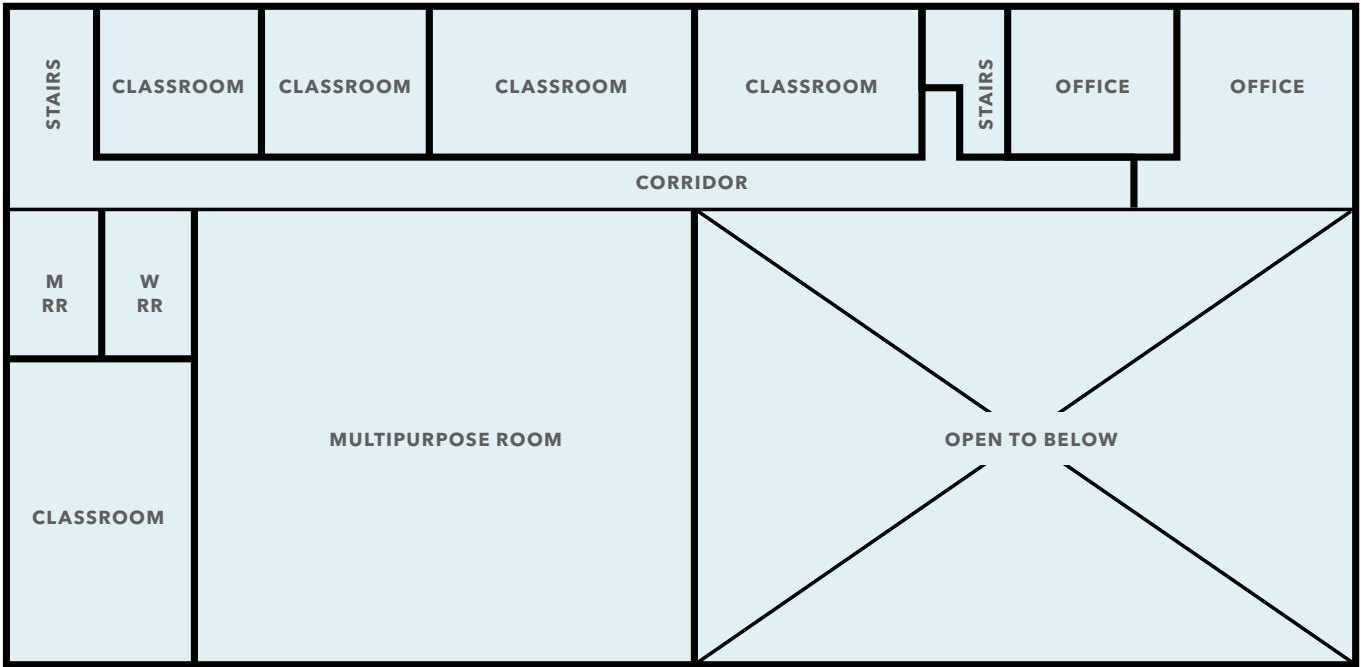 STAIRS
CLASSROOM
CLASSROOM
CLASSROOM
CLASSROOM
STAIRS
OFFICE
OFFICE
CORRIDOR
M
RR
W
RR
MULTIPURPOSE ROOM
OPEN TO BELOW
CLASSROOM